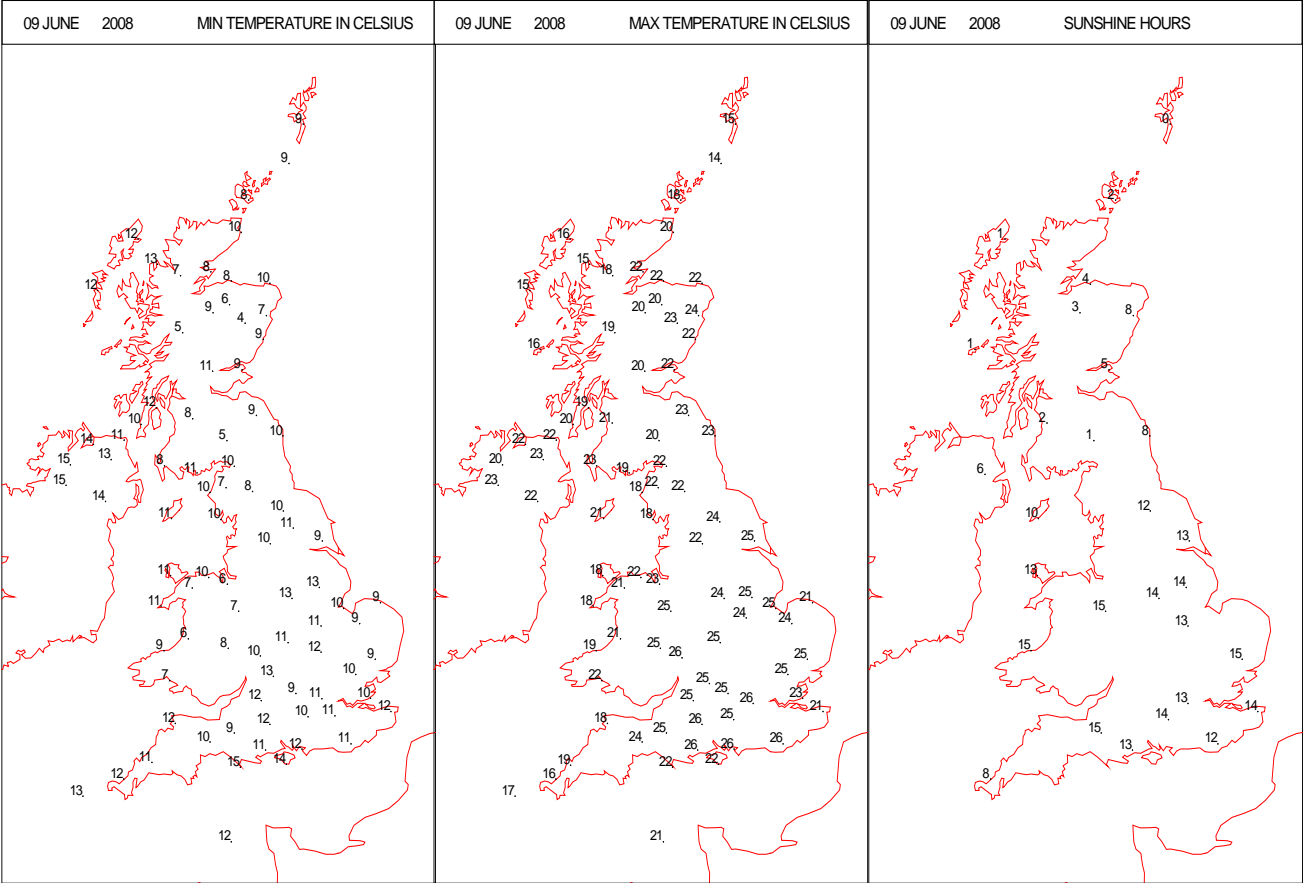 09 JUNE 2008 MIN TEMPERATURE IN CELSIUS
9
9
8
10
12
13
7 8
8 10
12
6
9 7
4
5 9
11 9
12
10 8 9
14 11 5 10
15 13
8 11 10
15 10 7 8
14
11 10 10
11
10 9
11 10
7 6 13
11 7 13 10 9
11 9
6 11
9 8 10 12 9
7 13 10
12 9 11 10
12
12 12 10 11
10 9
11 12 11
11 15 14
12
13
12
09 JUNE 2008 MAX TEMPERATURE IN CELSIUS
15
14
16
20
16
15
18 22
22 22
15
20
20 24
23
19 22
16
20 22
19
20 21 23
22 22 20 23
20 23
23 19 22
23 18 22 22
22
21 18 24
22 25
18 22
21 23
18 25 24 25 25 21
24 24
21 25
19 25 26 25
22 25 25
25 25 26 23
21
18 26 25
24 25
26 26 26
19 22 22
16
17
21
09 JUNE 2008 SUNSHINE HOURS
0
2
1
4
3 8
1
5
2
1 8
6
10 12
13
13
15 14 14
13
15 15
13
14
14
15
13 12
8